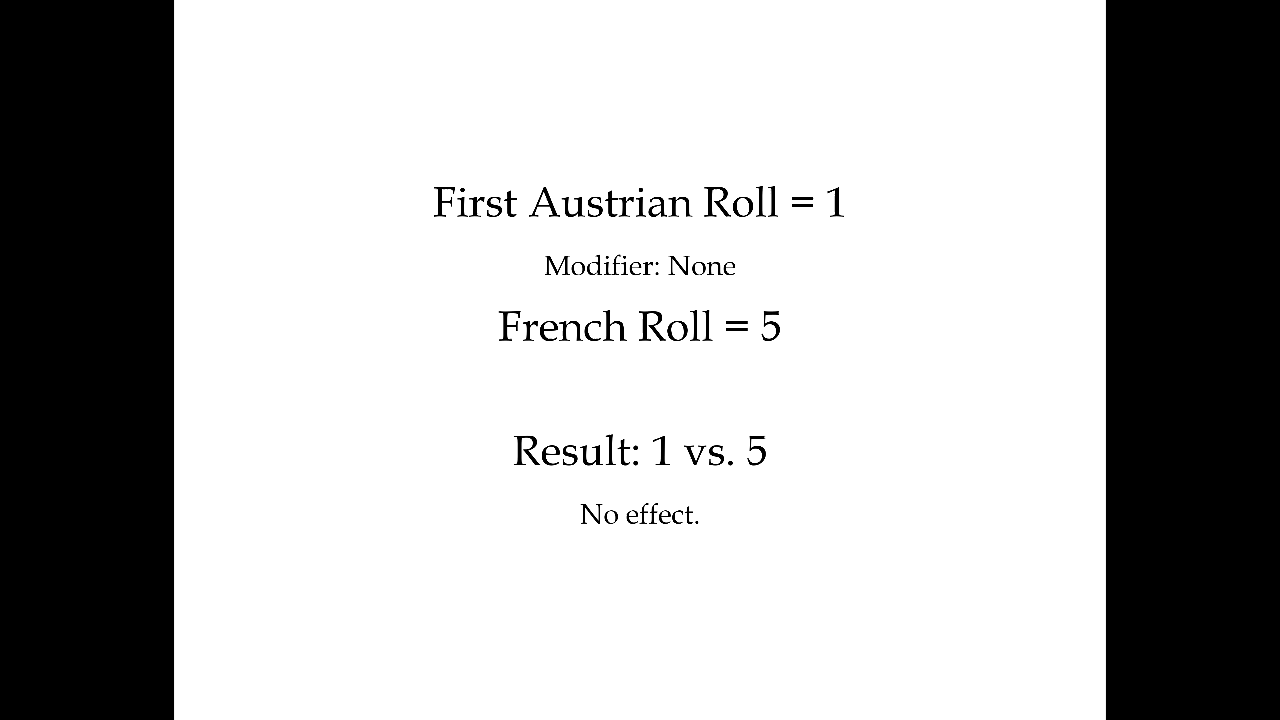 First Austrian Roll = 1
Modifier: None
French Roll = 5
Result: 1 vs. 5
No effect.